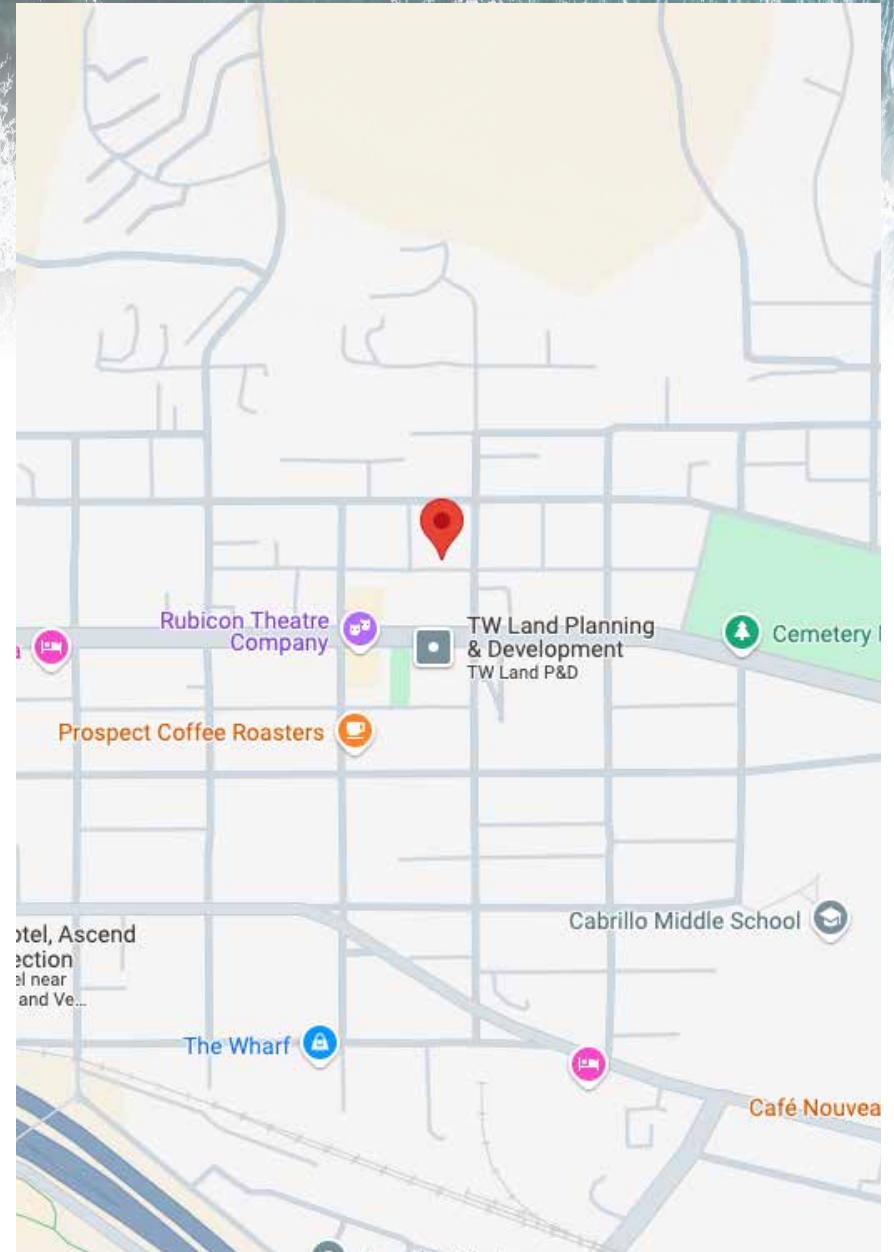 Rubicon Theatre
Company
TW Land Planning
& Development
TW Land P&D
Cemetery
Prospect Coffee Roasters
Cabrillo Middle School
otel, Ascend
ection
el near
and Ve...
The Wharf
Café Nouvea